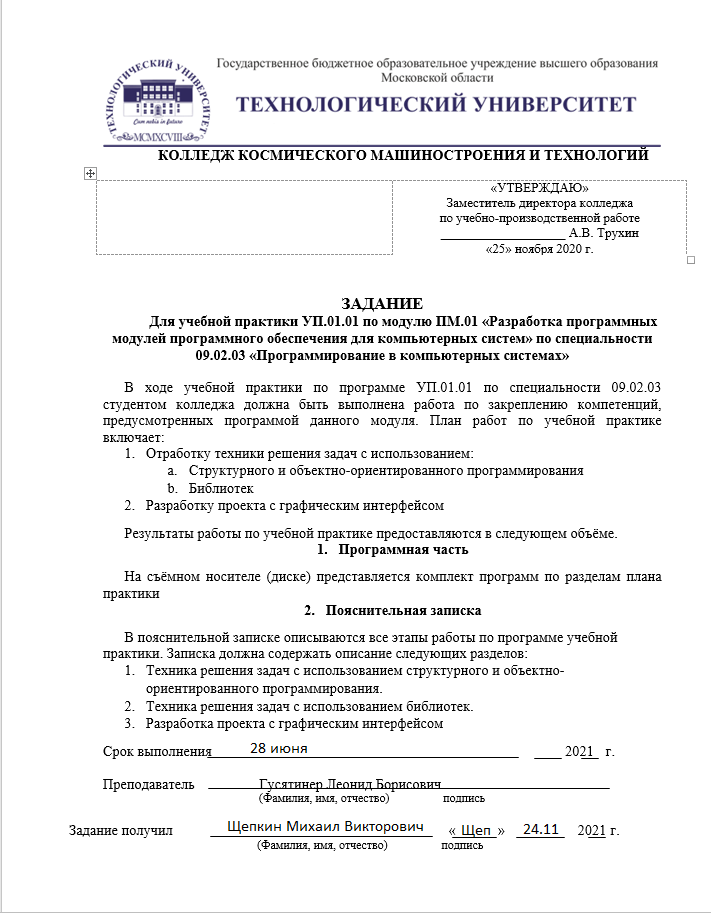 ТЕХНОЛОГИЧЕСКИЙ УНИВЕРСИТЕТ
Cum nobis in futura
MCMXCVIII
Государственное бюджетное образовательное учреждение высшего образования
Московской области
ТЕХНОЛОГИЧЕСКИЙ УНИВЕРСИТЕТ
КОЛЛЕДЖ КОСМИЧЕСКОГО МАШИНОСТРОЕНИЯ И ТЕХНОЛОГИЙ
«УТВЕРЖДАЮ»
Заместитель директора колледжа
по учебно-производственной работе
____________________ А.В. Трухин
«25» ноября 2020 г.
ЗАДАНИЕ
Для учебной практики УП.01.01 по модулю ПМ.01 «Разработка программных
модулей программного обеспечения для компьютерных систем» по специальности
09.02.03 «Программирование в компьютерных системах»
В ходе учебной практики по программе УП.01.01 по специальности 09.02.03
студентом колледжа должна быть выполнена работа по закреплению компетенций,
предусмотренных программой данного модуля. План работ по учебной практике
включает:
1. Отработку техники решения задач с использованием:
a. Структурного и объектно-ориентированного программирования
b. Библиотек
2. Разработку проекта с графическим интерфейсом
Результаты работы по учебной практике предоставляются в следующем объёме.
1. Программная часть
На съёмном носителе (диске) представляется комплект программ по разделам плана
практики
2. Пояснительная записка
В пояснительной записке описываются все этапы работы по программе учебной
практики. Записка должна содержать описание следующих разделов:
1. Техника решения задач с использованием структурного и объектно-
ориентированного программирования.
2. Техника решения задач с использованием библиотек.
3. Разработка проекта с графическим интерфейсом
Срок выполнения 28 июня ____ 2021 г.
Преподаватель Гусятинер Леонид Борисович
(Фамилия, имя, отчество) подпись
Задание получил Щепкин Михаил Викторович « Щеп » 24.11 2021 г.
(Фамилия, имя, отчество) подпись